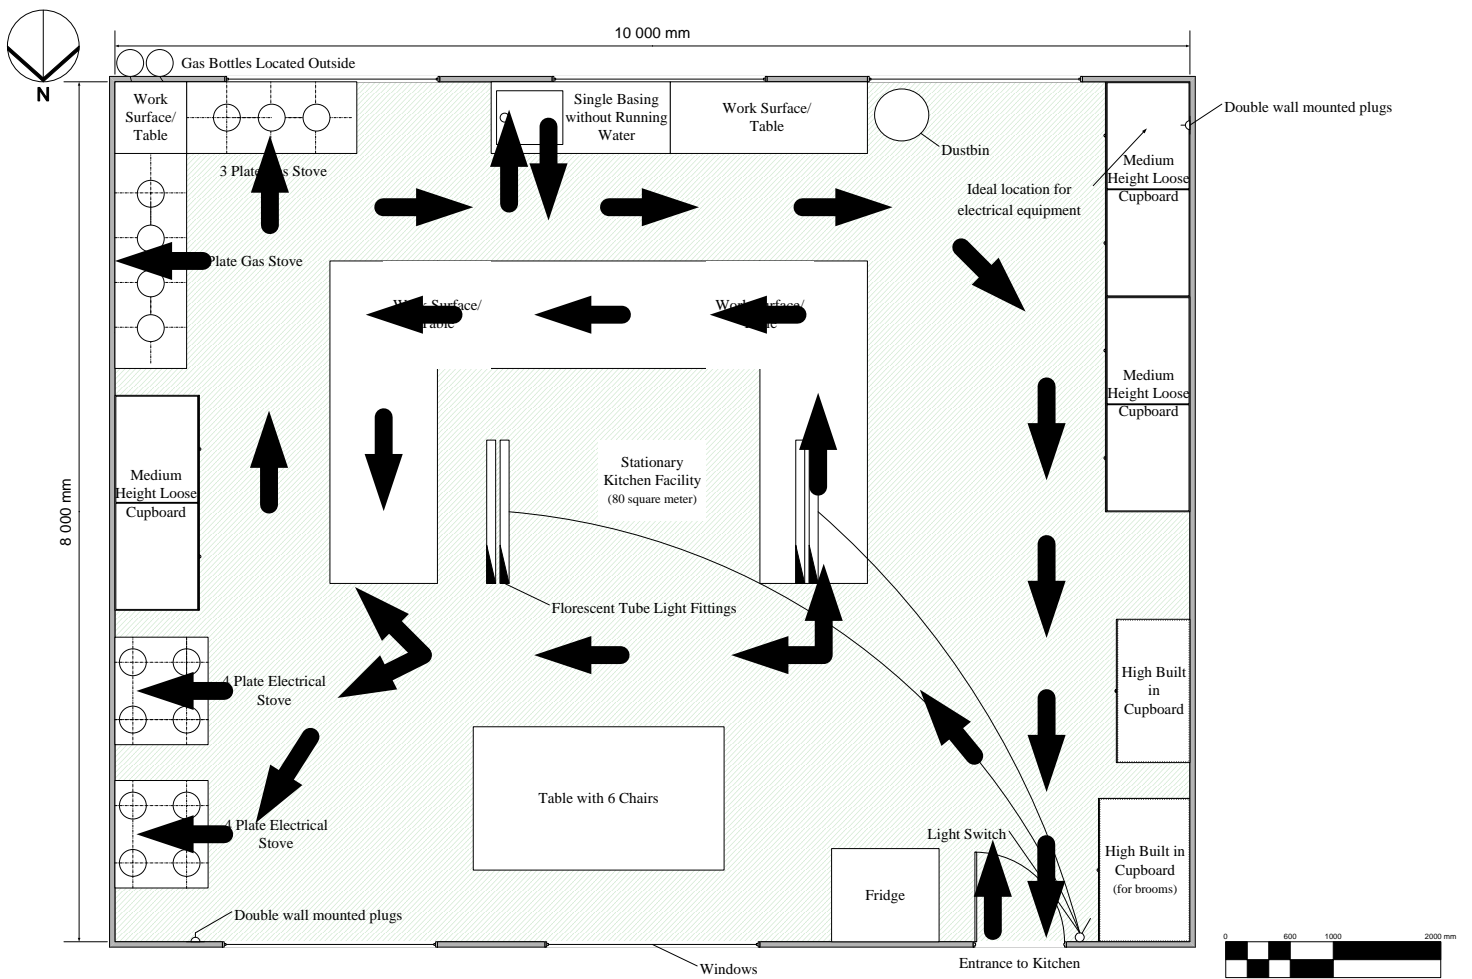 10 000 mm
N
Gas Bottles Located Outside
Work
Surface/
Table
Single Basing
without Running
Water
Work Surface/
Table
Double wall mounted plugs
Dustbin
3 Plate Gas Stove
Medium
Height Loose
Cupboard
Ideal location for
electrical equipment
Plate Gas Stove
Work Surface/
Table
Work Surface/
Table
Medium
Height Loose
Cupboard
8 000 mm
Medium
Height Loose
Cupboard
Stationary
Kitchen Facility
(80 square meter)
Florescent Tube Light Fittings
4 Plate Electrical
Stove
High Built
in
Cupboard
Table with 6 Chairs
4 Plate Electrical
Stove
Light Switch
High Built in
Cupboard
(for brooms)
Fridge
Double wall mounted plugs
Windows
Entrance to Kitchen
0 600 1000 2000 mm